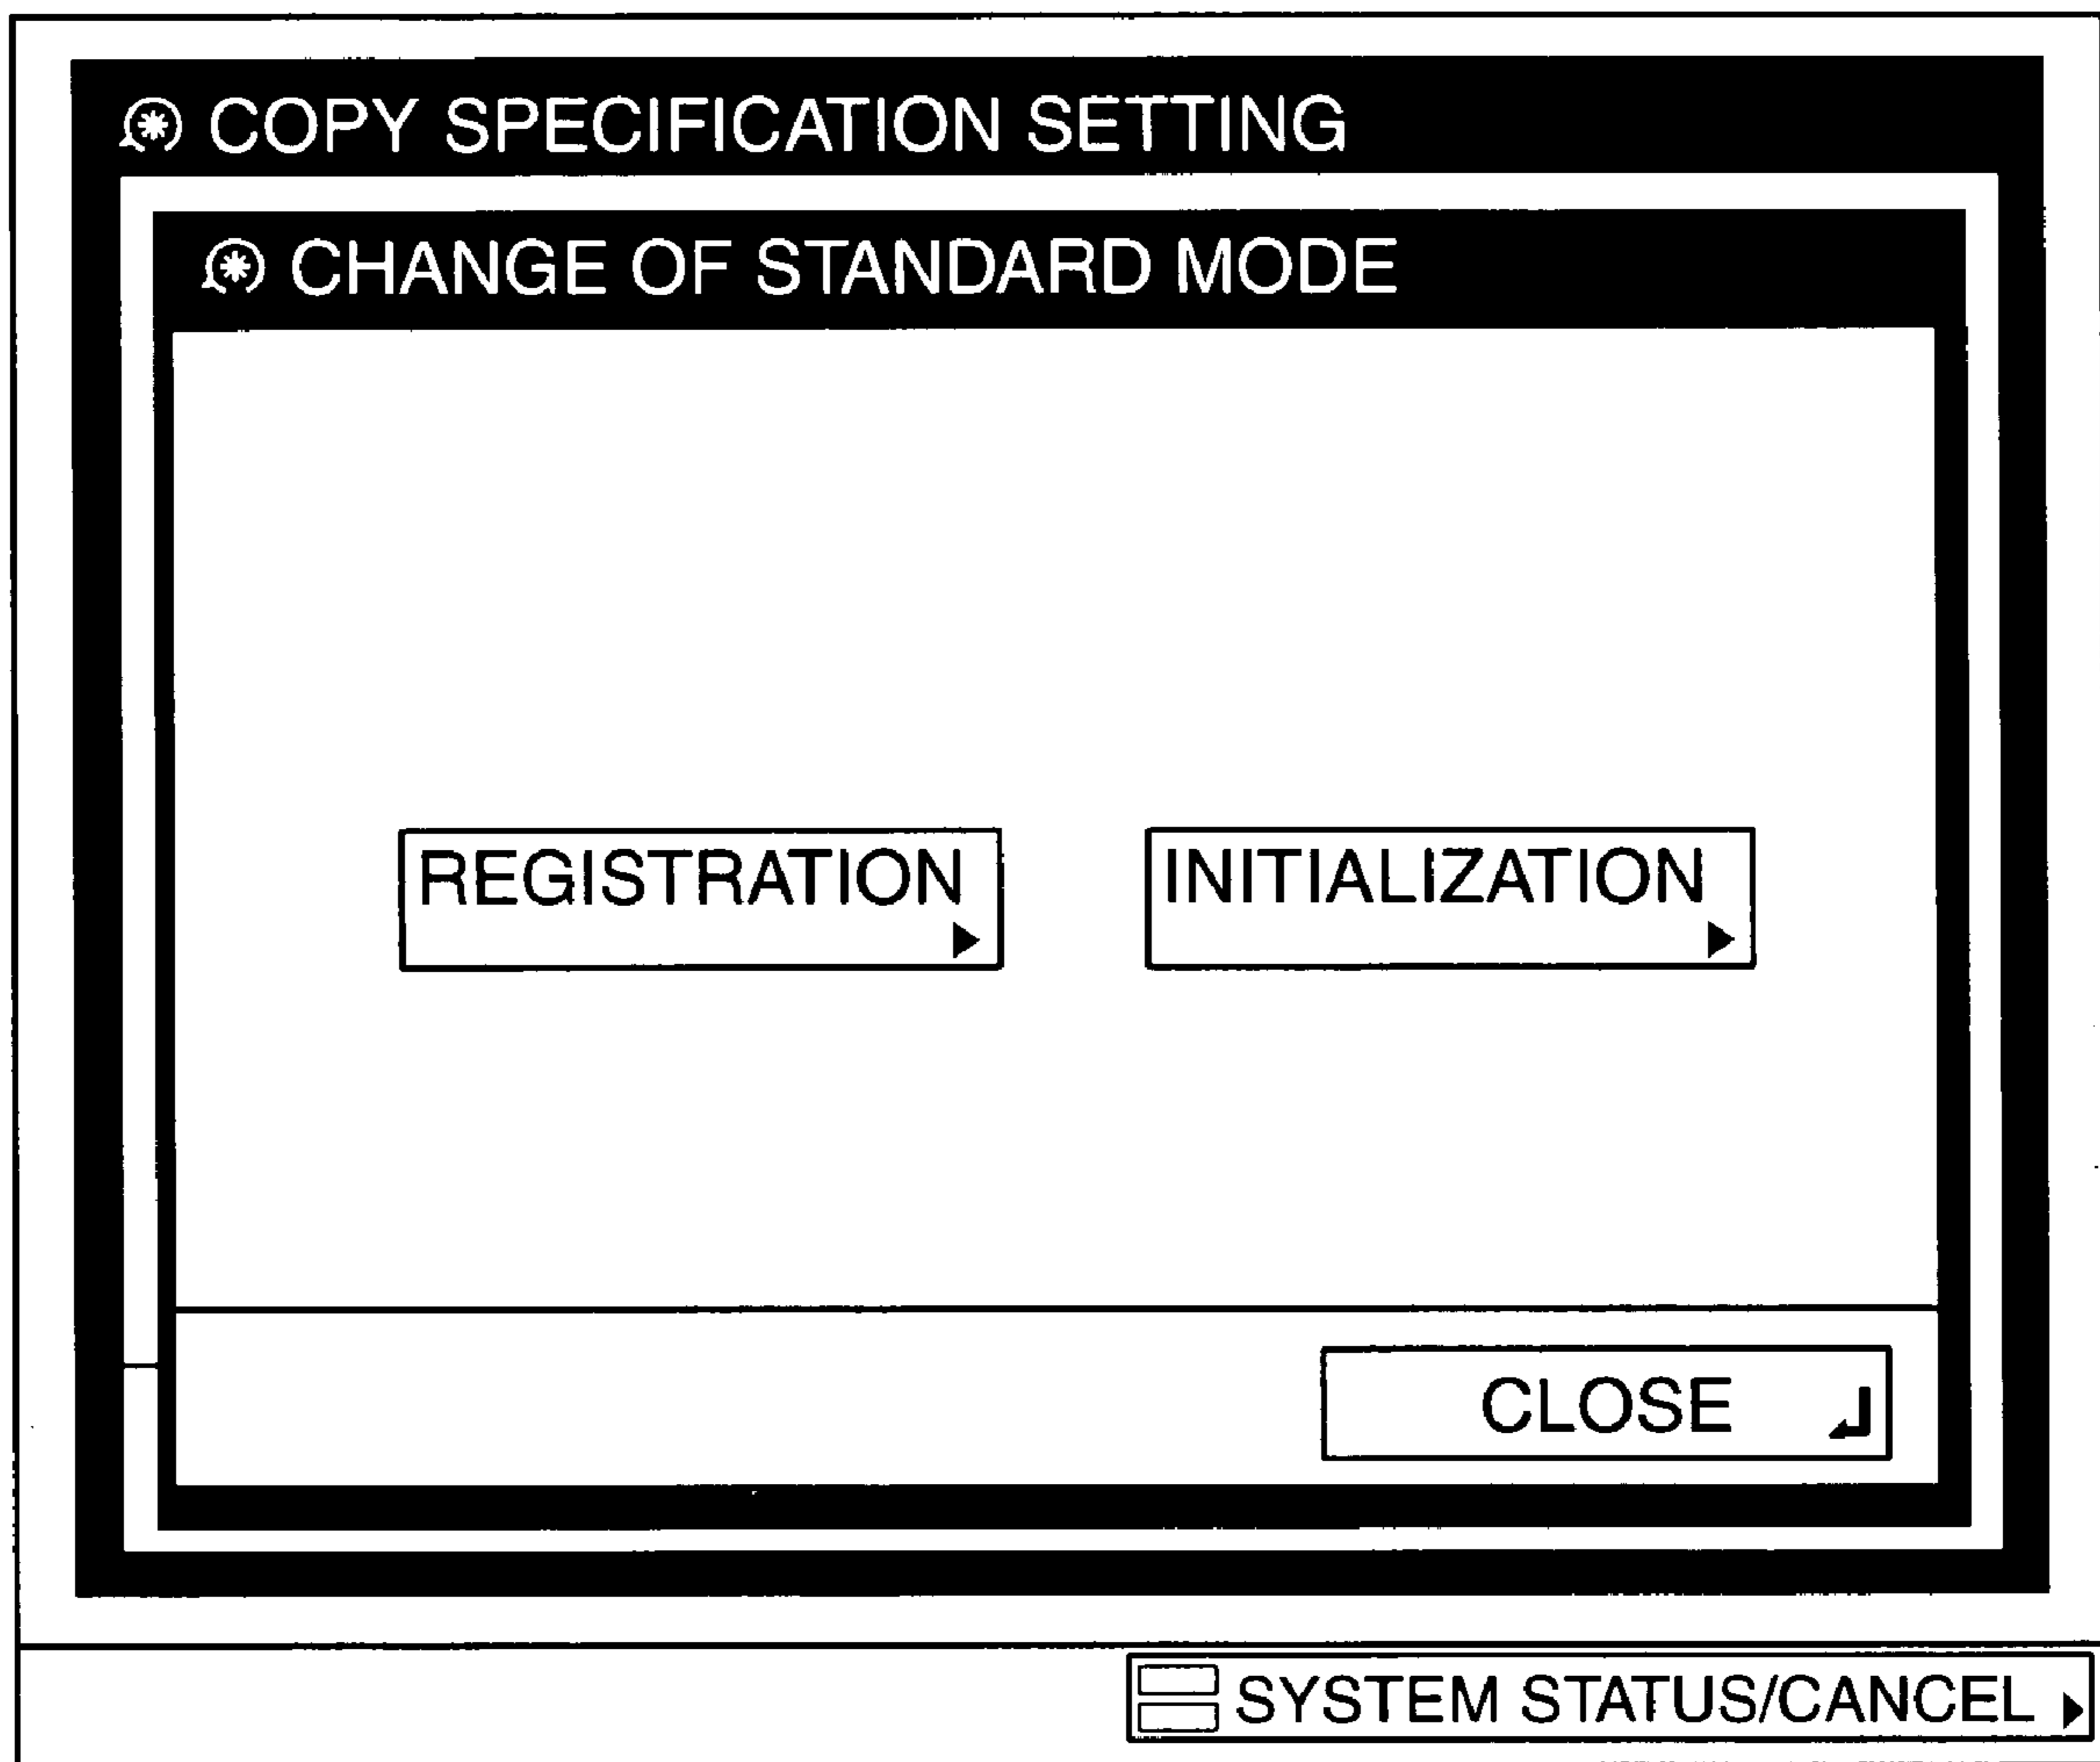 COPY SPECIFICATION SETTING
CHANGE OF STANDARD MODE
REGISTRATION
INITIALIZATION
CLOSE
SYSTEM STATUS/CANCEL